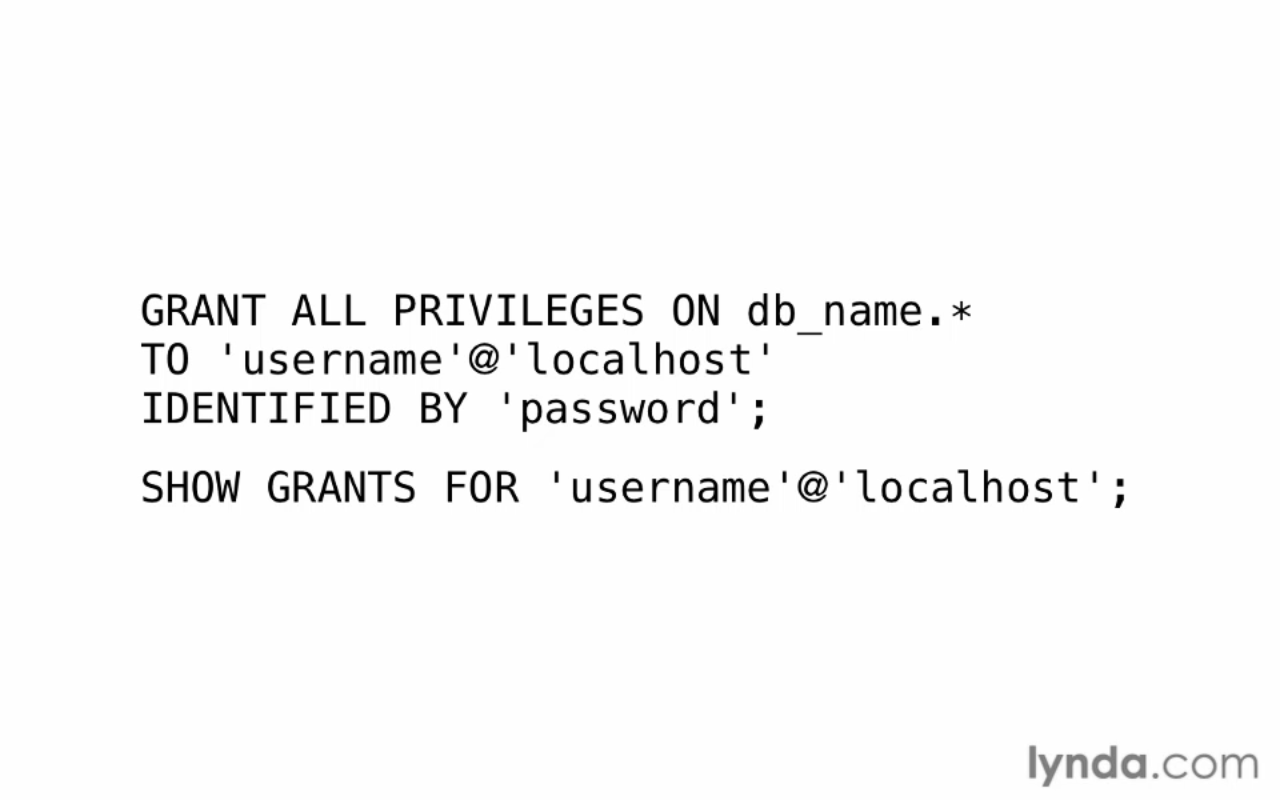 GRANT ALL PRIVILEGES ON db_name.*
TO 'username'@'localhost'
IDENTIFIED BY 'password';
SHOW GRANTS FOR 'username'@'localhost';
lynda.com